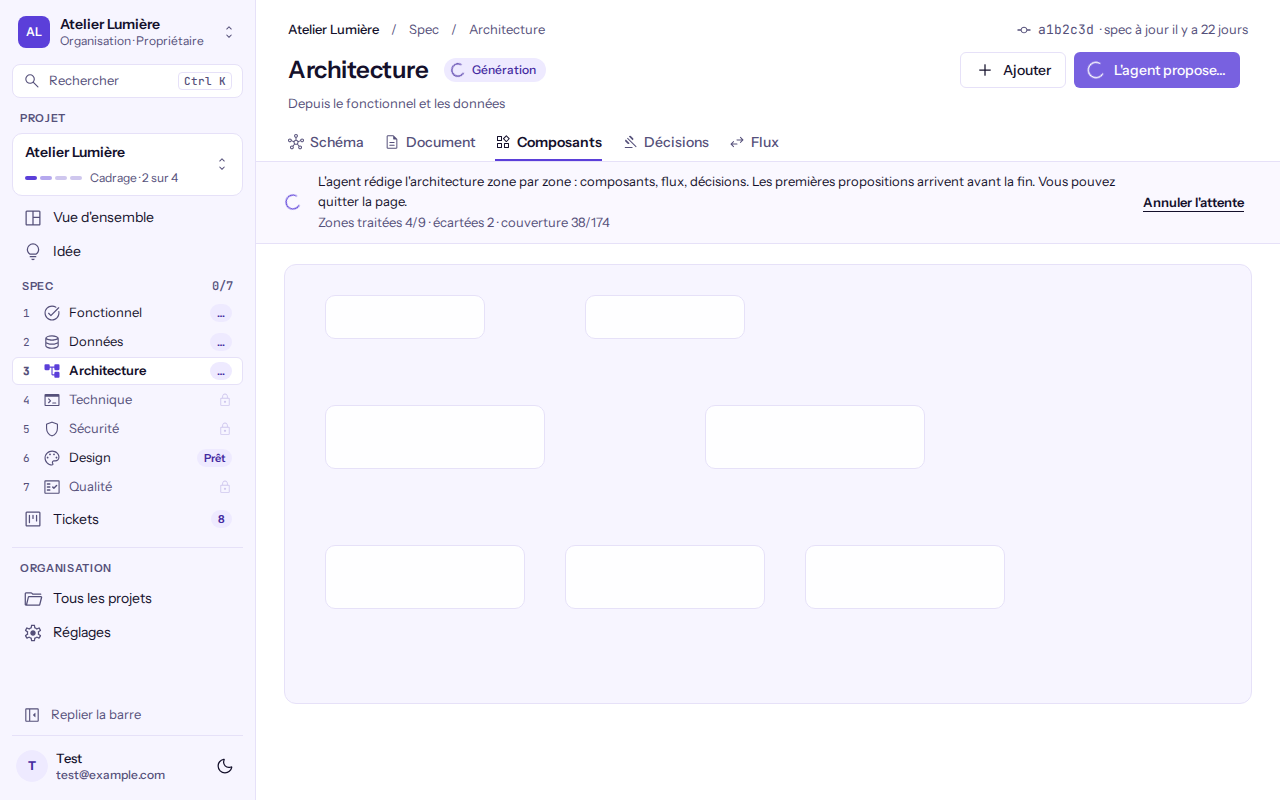 AL
Atelier Lumière
Organisation · Propriétaire
Rechercher
Ctrl K
PROJET
Atelier Lumière
Cadrage · 2 sur 4
Vue d'ensemble
Idée
SPEC 0/7
1 Fonctionnel ...
2 Données ...
3 Architecture ...
4 Technique
5 Sécurité
6 Design Prêt
7 Qualité
Tickets 8
ORGANISATION
Tous les projets
Réglages
Replier la barre
T
Test
test@example.com
Atelier Lumière / Spec / Architecture
a1b2c3d · spec à jour il y a 22 jours
Architecture
Génération
Ajouter
L'agent propose...
Depuis le fonctionnel et les données
Schéma
Document
Composants
Décisions
Flux
L'agent rédige l'architecture zone par zone : composants, flux, décisions. Les premières propositions arrivent avant la fin. Vous pouvez
quitter la page.
Zones traitées 4/9 · écartées 2 · couverture 38/174
Annuler l'attente